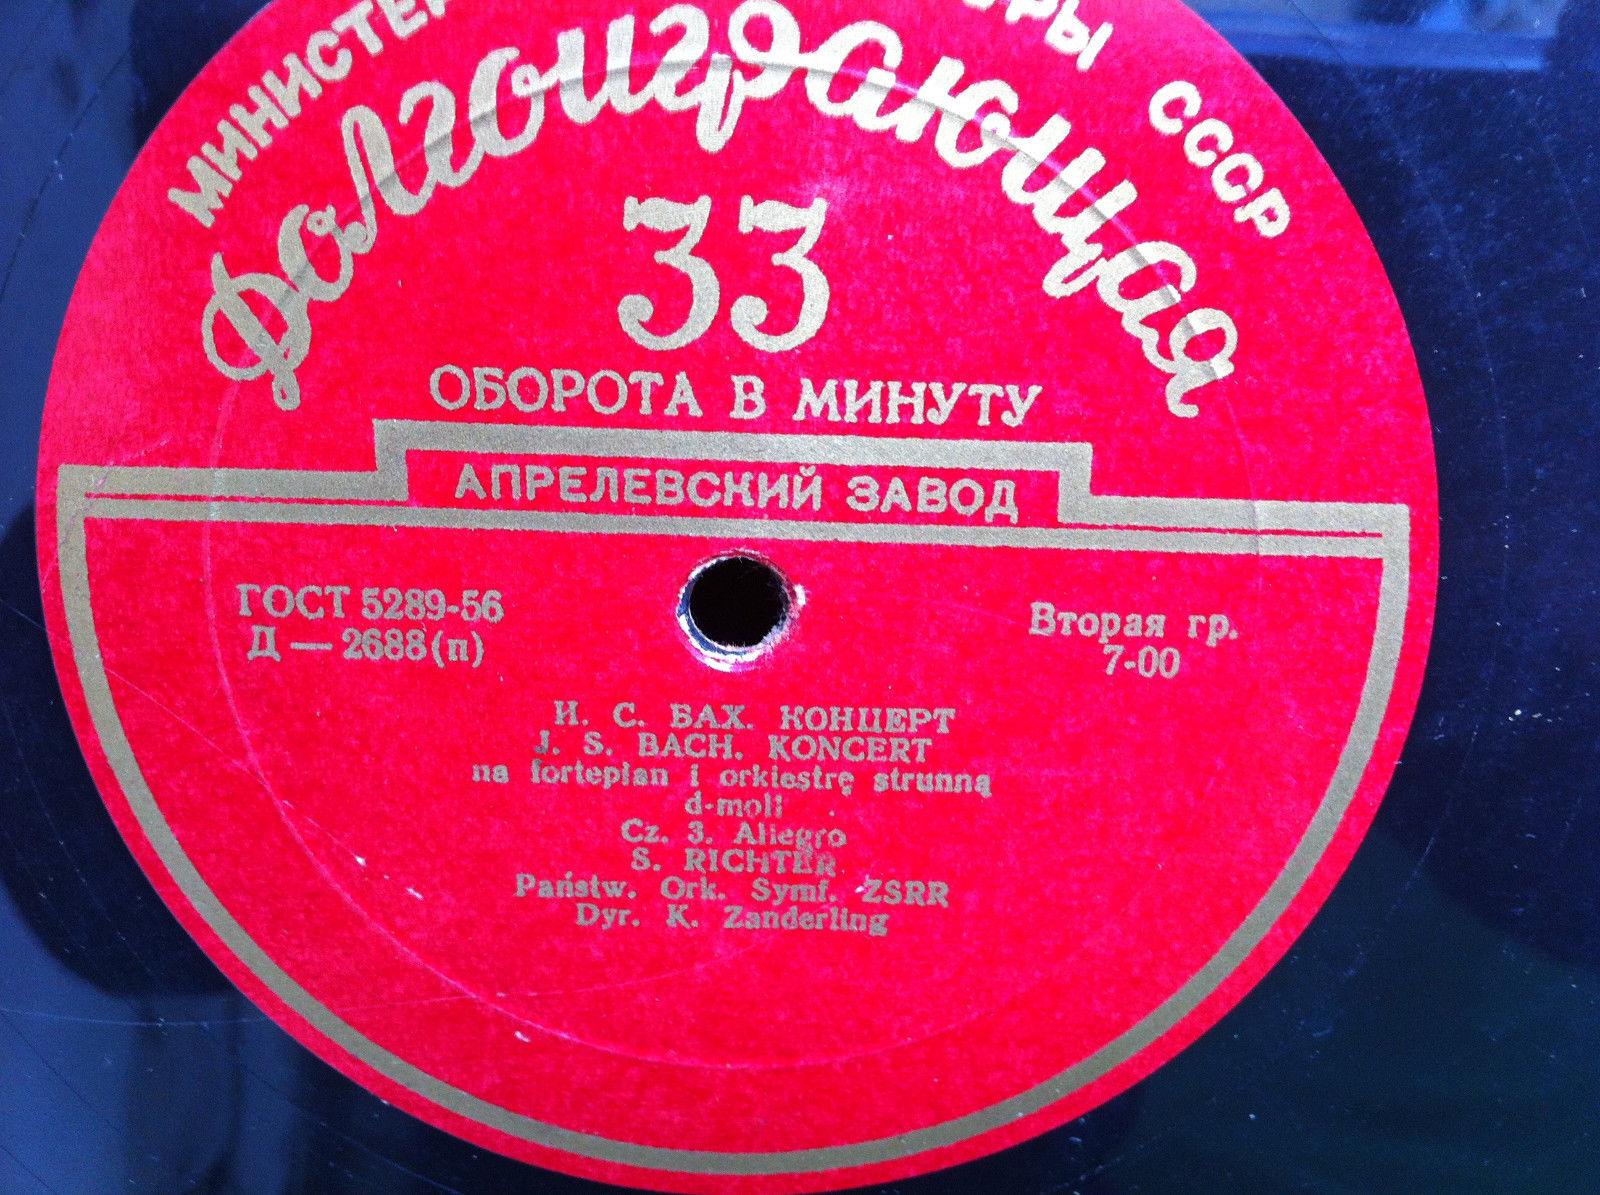 МИНИСТЕР ОРЫ СССР
Долгоиграющая
33
ОБОРОТА В МИНУТУ
АПРЕЛЕВСКИЙ ЗАВОД
ГОСТ 5289-56
Д — 2688(п)
Вторая гр.
7-00
И. С. БАХ. КОНЦЕРТ
J. S. BACH. KONCERT
na fortepian i orkiestrę strunną
d-moll
Cz. 3. Allegro
S. RICHTER
Państw. Ork. Symf. ZSRR
Dyr. K. Zanderling